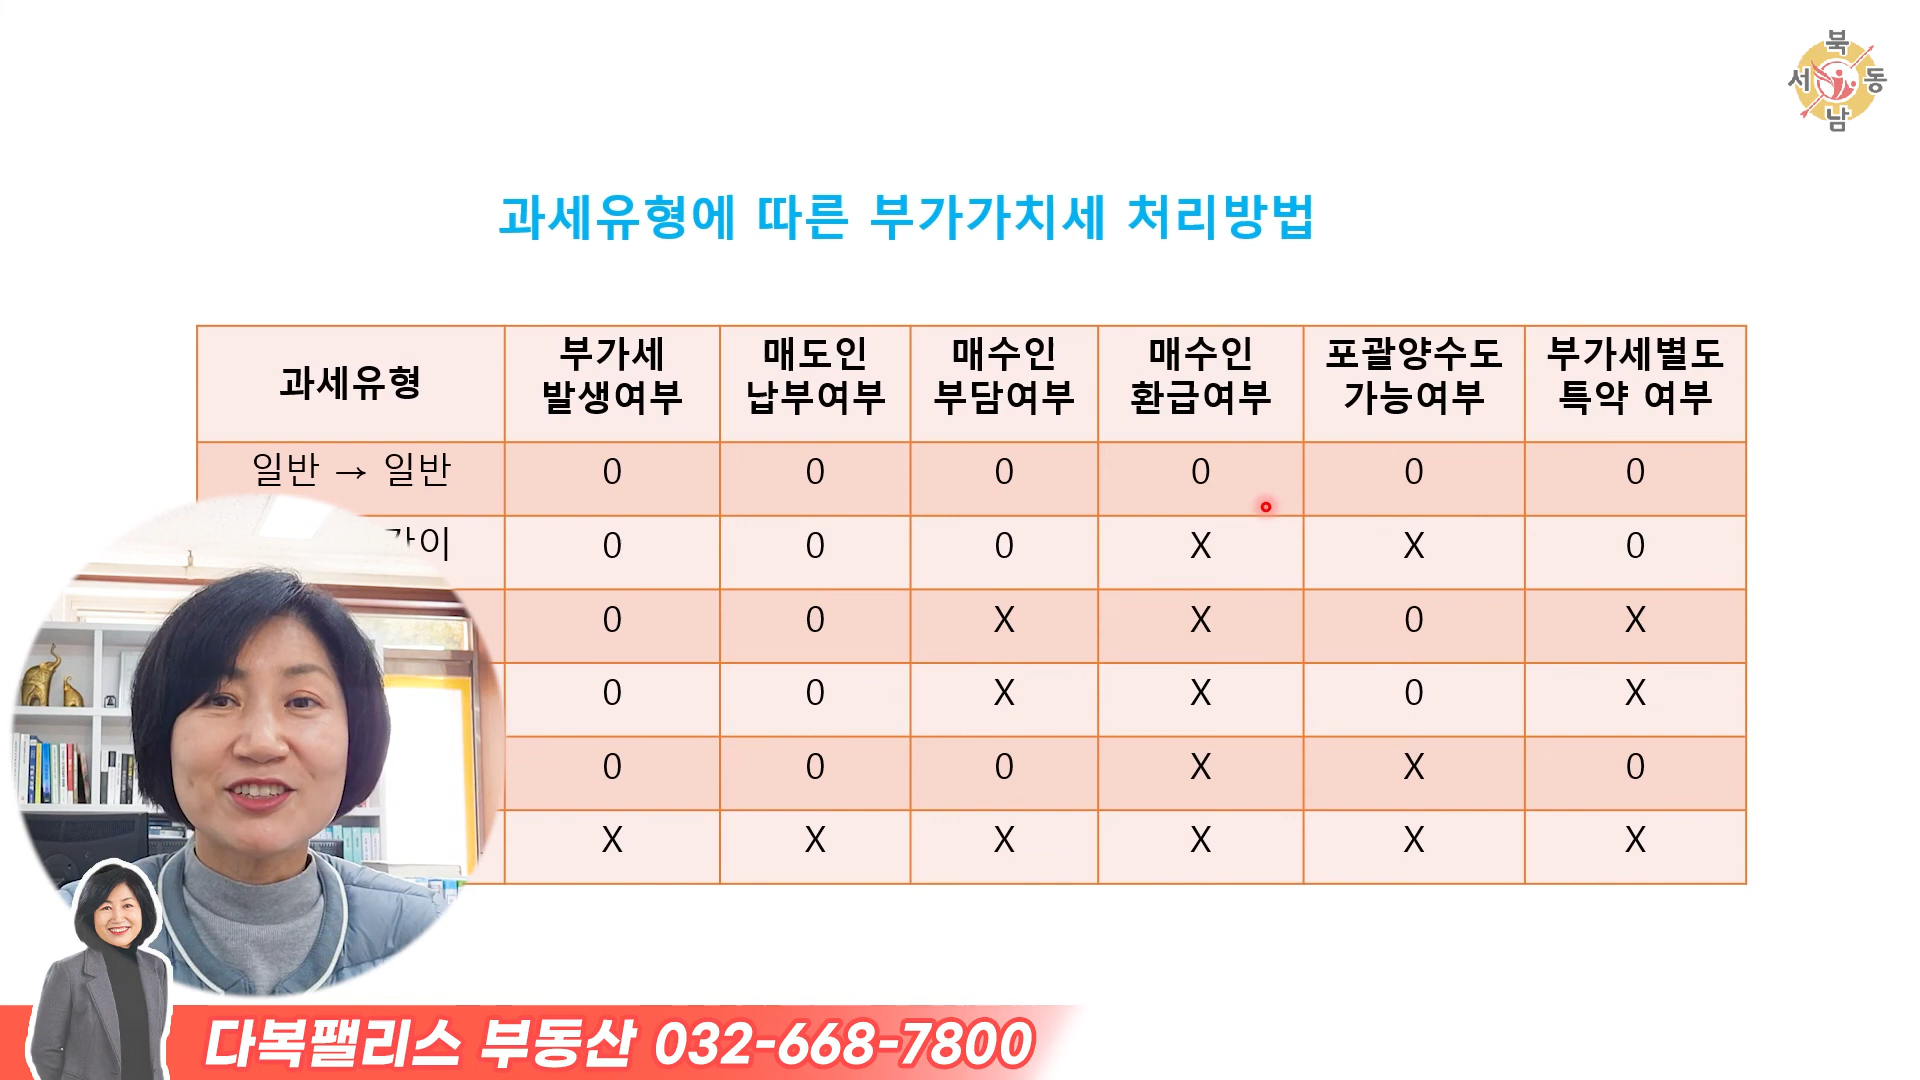 북
서 동
남
과세유형에 따른 부가가치세 처리방법
과세유형 부가세 발생여부 매도인 납부여부 매수인 부담여부 매수인 환급여부 포괄양수도 가능여부 부가세별도 특약 여부
일반 → 일반 0 0 0 0 0 0
간이 0 0 0 X X 0
0 0 X X 0 X
0 0 X X 0 X
0 0 0 X X 0
X X X X X X
다복팰리스 부동산 032-668-7800